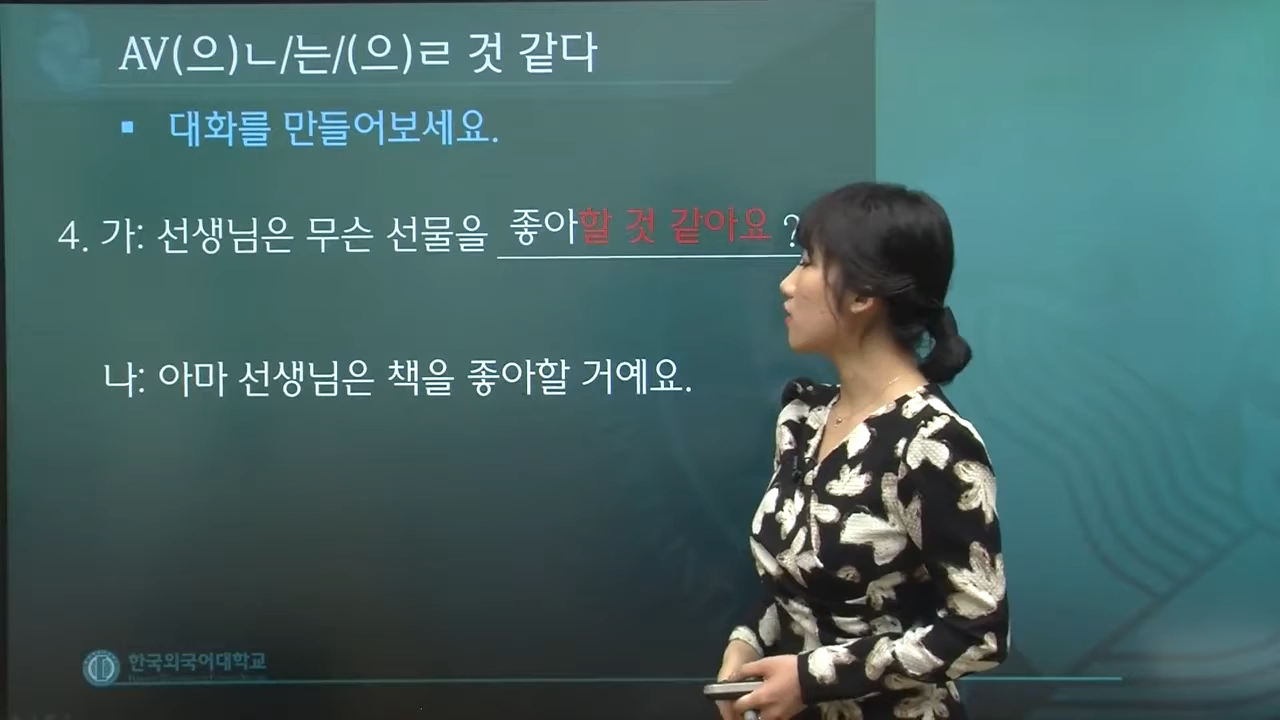 AV(으)ㄴ/는/(으)ㄹ 것 같다
▪ 대화를 만들어보세요.
4. 가: 선생님은 무슨 선물을 좋아할 것 같아요 ?
나: 아마 선생님은 책을 좋아할 거예요.
한국외국어대학교